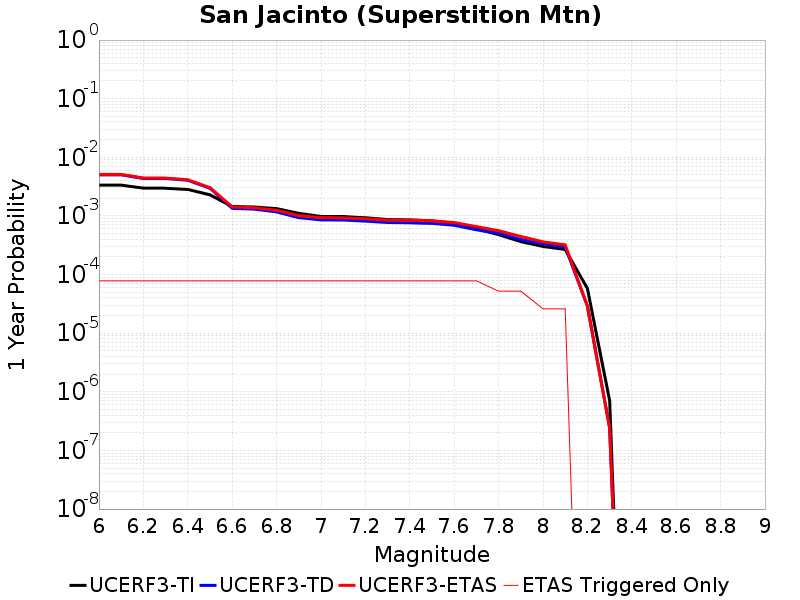 San Jacinto (Superstition Mtn)
10^0
10^-1
10^-2
10^-3
10^-4
10^-5
10^-6
10^-7
10^-8
1 Year Probability
6 6.2 6.4 6.6 6.8 7 7.2 7.4 7.6 7.8 8 8.2 8.4 8.6 8.8 9
Magnitude
UCERF3-TI UCERF3-TD UCERF3-ETAS ETAS Triggered Only